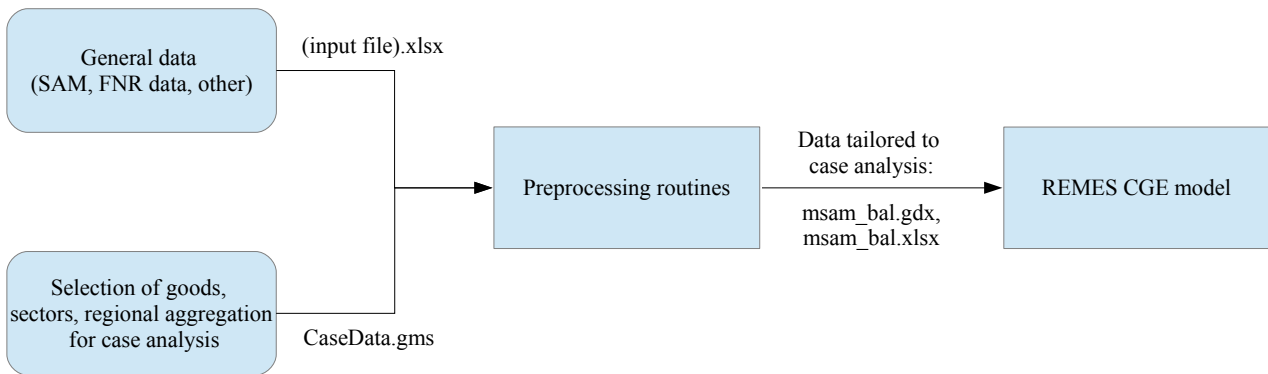 General data
(SAM, FNR data, other)
(input file).xlsx
Selection of goods,
sectors, regional aggregation
for case analysis
CaseData.gms
Preprocessing routines
Data tailored to
case analysis:
msam_bal.gdx,
msam_bal.xlsx
REMES CGE model